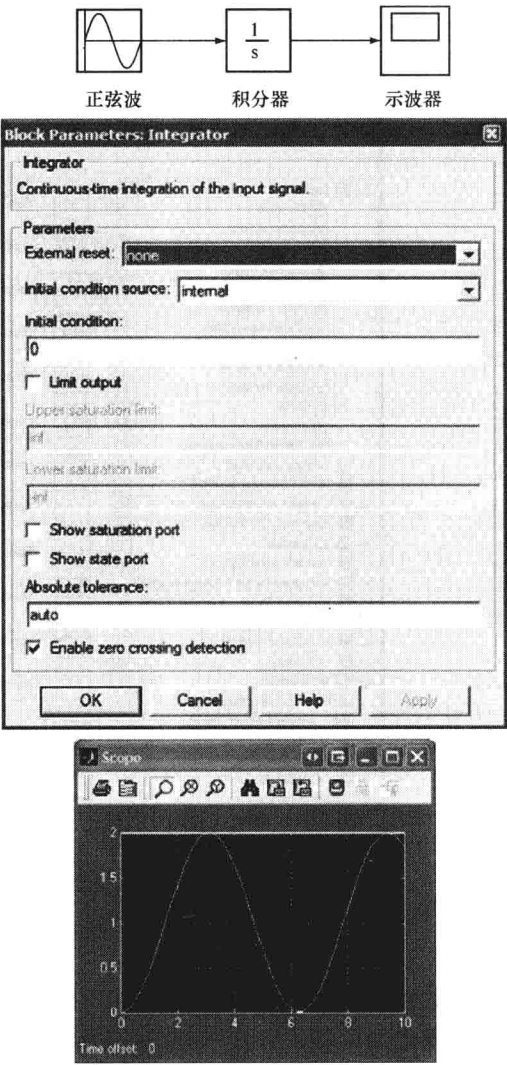 1
s
正弦波 积分器 示波器
Block Parameters: Integrator
Integrator
Continuous-time integration of the input signal.
Parameters
External reset: none
Initial condition source: internal
Initial condition:
0
Limit output
Upper saturation limit:
inf
Lower saturation limit:
-inf
Show saturation port
Show state port
Absolute tolerance:
auto
Enable zero crossing detection
OK Cancel Help Apply
Scope
2
1.5
1
0.5
0
0 2 4 6 8 10
Time offset: 0